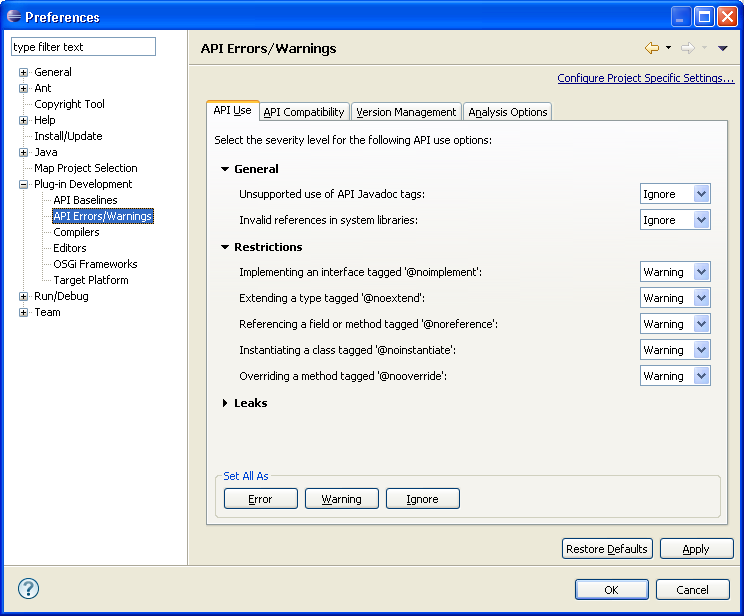 Preferences
type filter text
General
Ant
Copyright Tool
Help
Install/Update
Java
Map Project Selection
Plug-in Development
API Baselines
API Errors/Warnings
Compilers
Editors
OSGi Frameworks
Target Platform
Run/Debug
Team
API Errors/Warnings
Configure Project Specific Settings...
API Use API Compatibility Version Management Analysis Options
Select the severity level for the following API use options:
General
Unsupported use of API Javadoc tags: Ignore
Invalid references in system libraries: Ignore
Restrictions
Implementing an interface tagged '@noimplement': Warning
Extending a type tagged '@noextend': Warning
Referencing a field or method tagged '@noreference': Warning
Instantiating a class tagged '@noinstantiate': Warning
Overriding a method tagged '@nooverride': Warning
Leaks
Set All As
Error Warning Ignore
Restore Defaults Apply
? OK Cancel